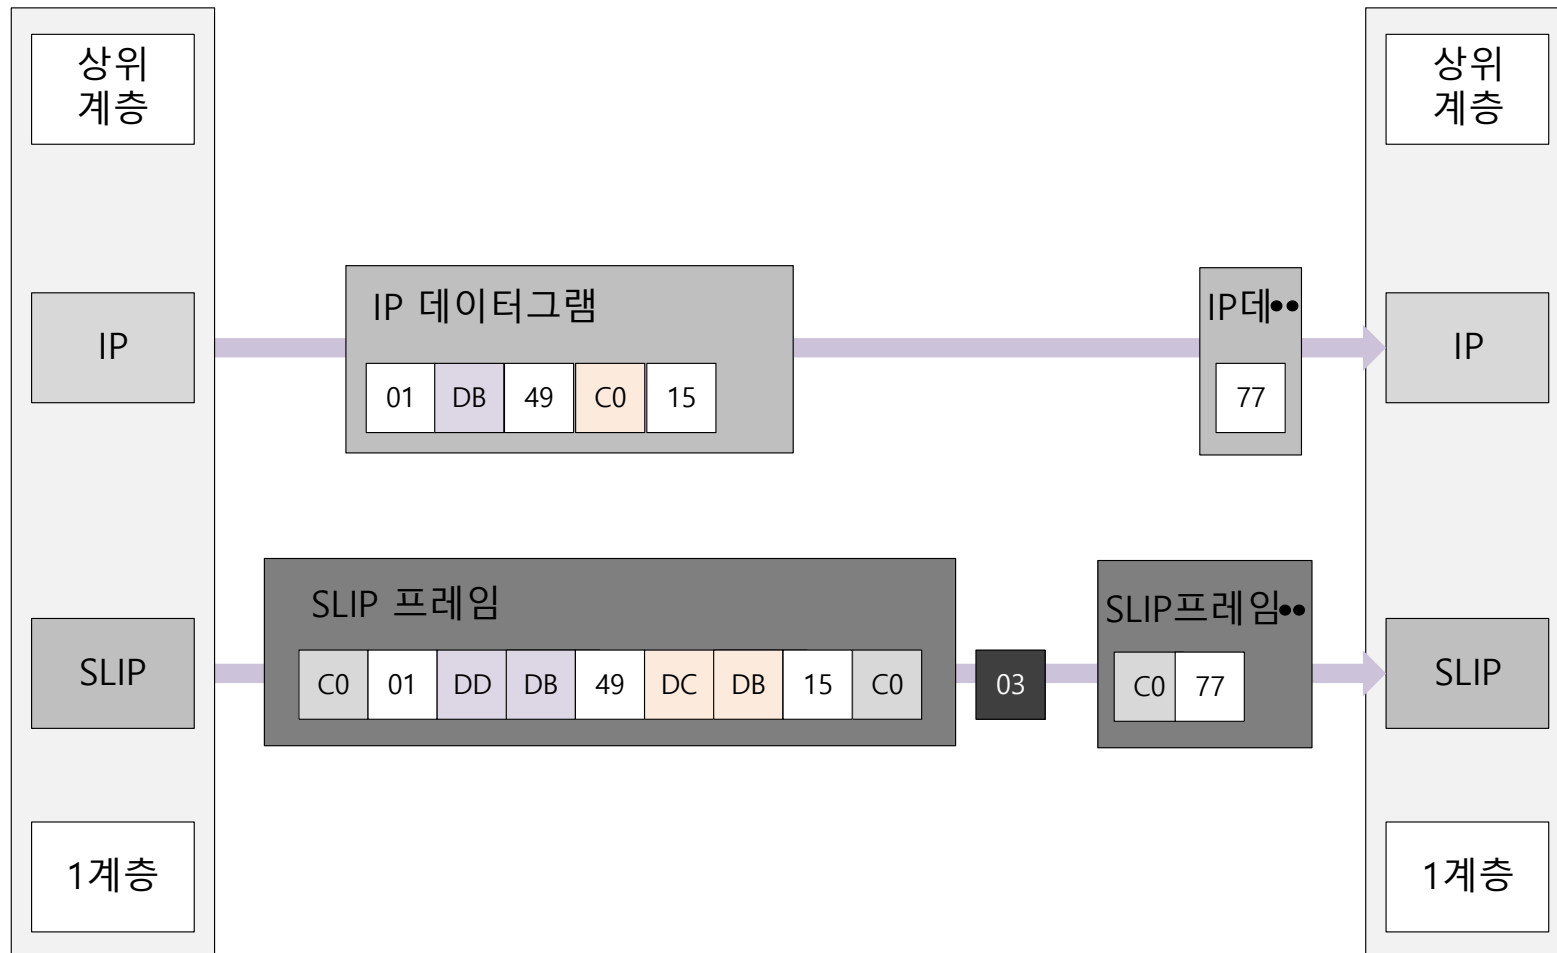 상위
계층
IP
SLIP
1계층
IP 데이터그램
01 DB 49 C0 15
IP데••
77
SLIP 프레임
C0 01 DD DB 49 DC DB 15 C0
03
SLIP프레임••
C0 77
상위
계층
IP
SLIP
1계층